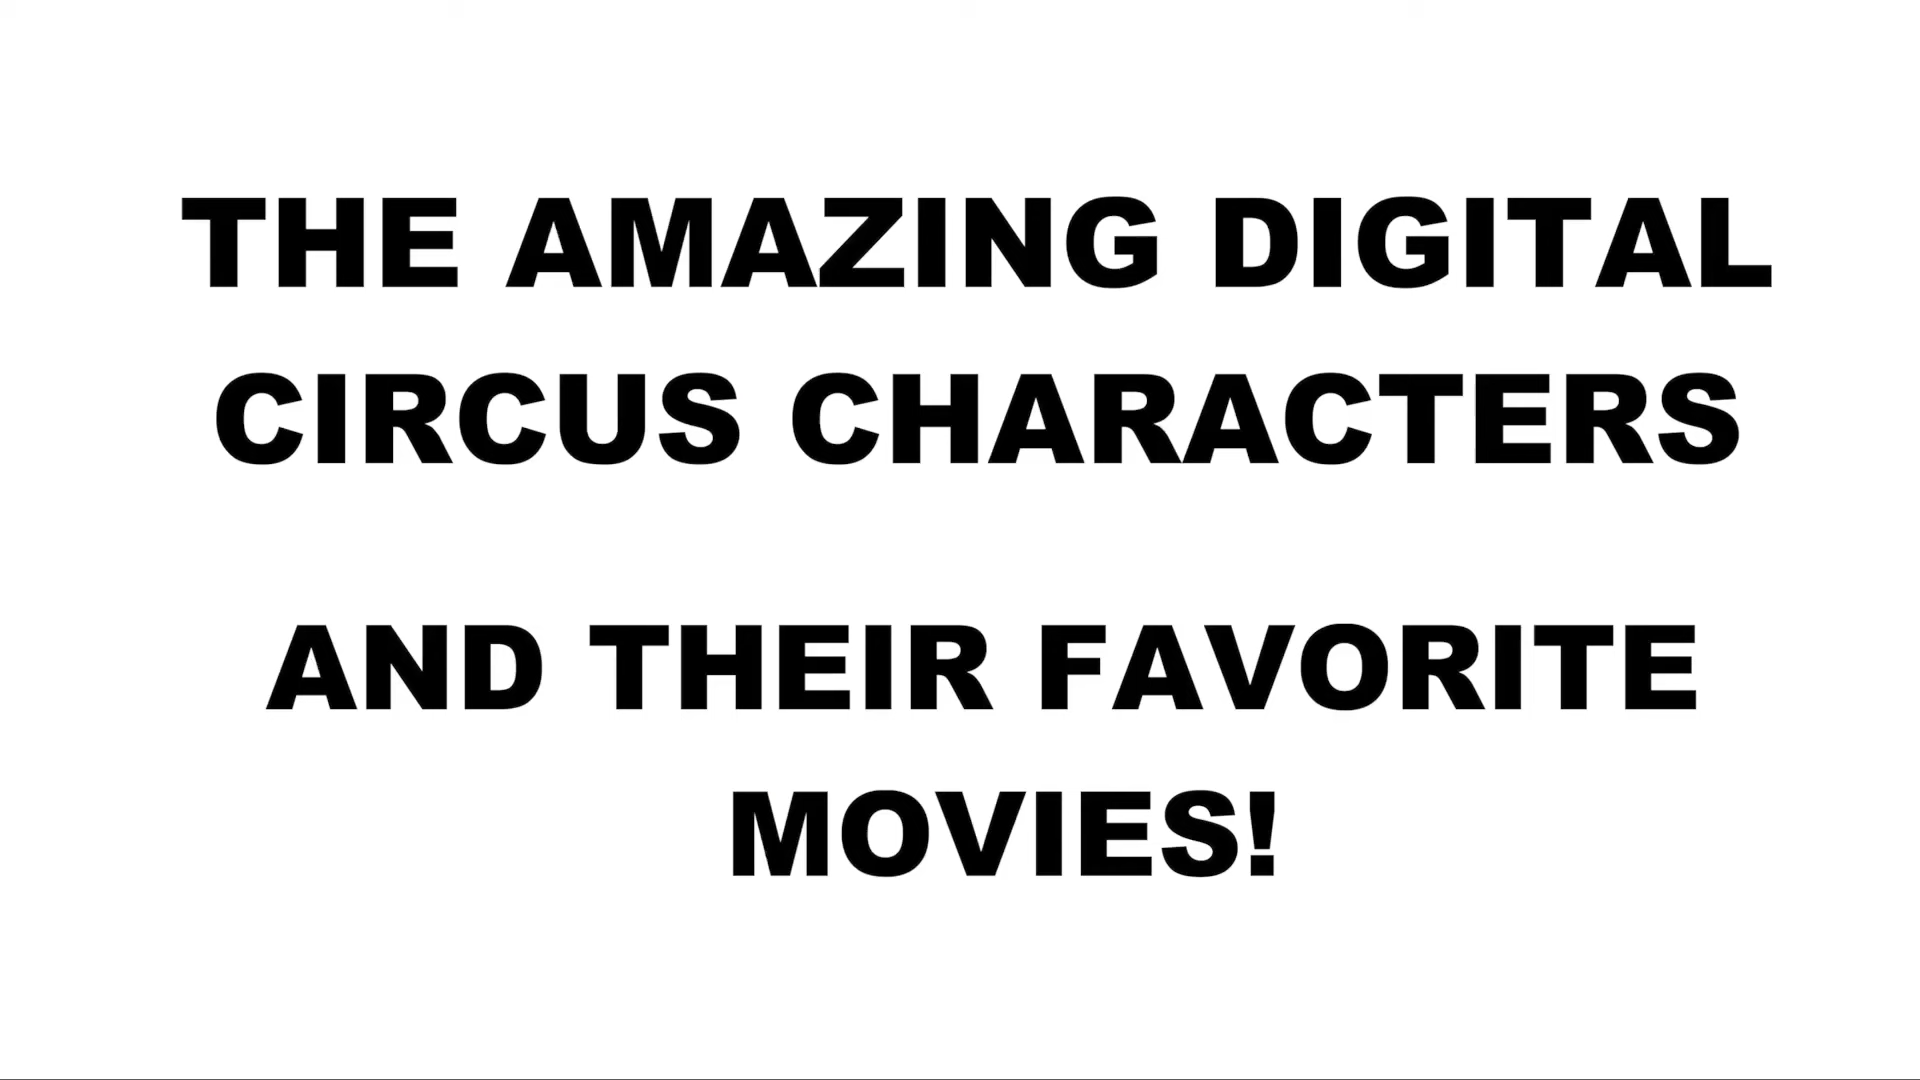 THE AMAZING DIGITAL
CIRCUS CHARACTERS
AND THEIR FAVORITE
MOVIES!